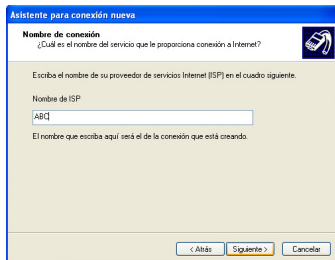 Asistente para conexión nueva
Nombre de conexión
¿Cuál es el nombre del servicio que le proporciona conexión a Internet?
Escriba el nombre de su proveedor de servicios Internet (ISP) en el cuadro siguiente.
Nombre de ISP
ABC
El nombre que escriba aquí será el de la conexión que está creando.
< Atrás Siguiente > Cancelar